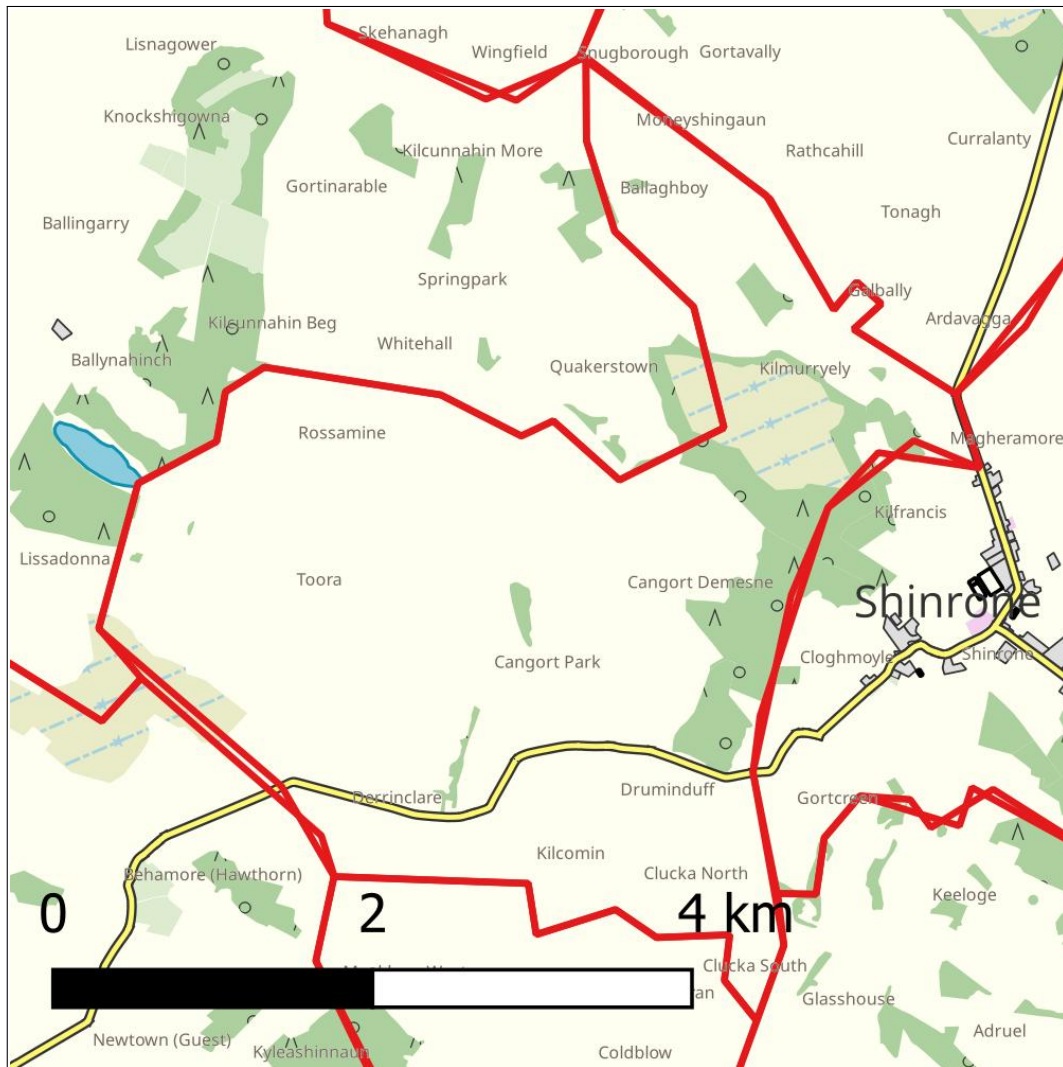 Skehanagh
Lisnagower
Wingfield
Snugborough
Gortavally
Knockshigowna
Moneyshingaun
Curralanty
Kilcunnahin More
Rathcahill
Gortinarable
Ballaghboy
Tonagh
Ballingarry
Springpark
Galbally
Kilcunnahin Beg
Ardavagga
Whitehall
Ballynahinch
Quakerstown
Kilmurryely
Rossamine
Magheramore
Kilfrancis
Lissadonna
Toora
Cangort Demesne
Shinrone
Cangort Park
Cloghmoyle
Shinrone
Derrinclare
Druminduff
Gortcreen
Kilcomin
Behamore (Hawthorn)
Clucka North
Keeloge
0 2 4 km
Clucka South
Glasshouse
Newtown (Guest)
Kyleashinnaun
Coldblow
Adruel